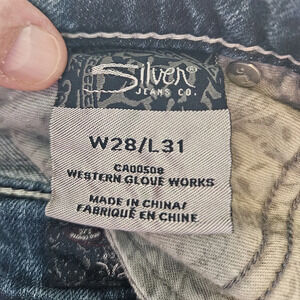 Silver®
JEANS CO.
W28/L31
CA00508
WESTERN GLOVE WORKS
MADE IN CHINA/
FABRIQUÉ EN CHINE